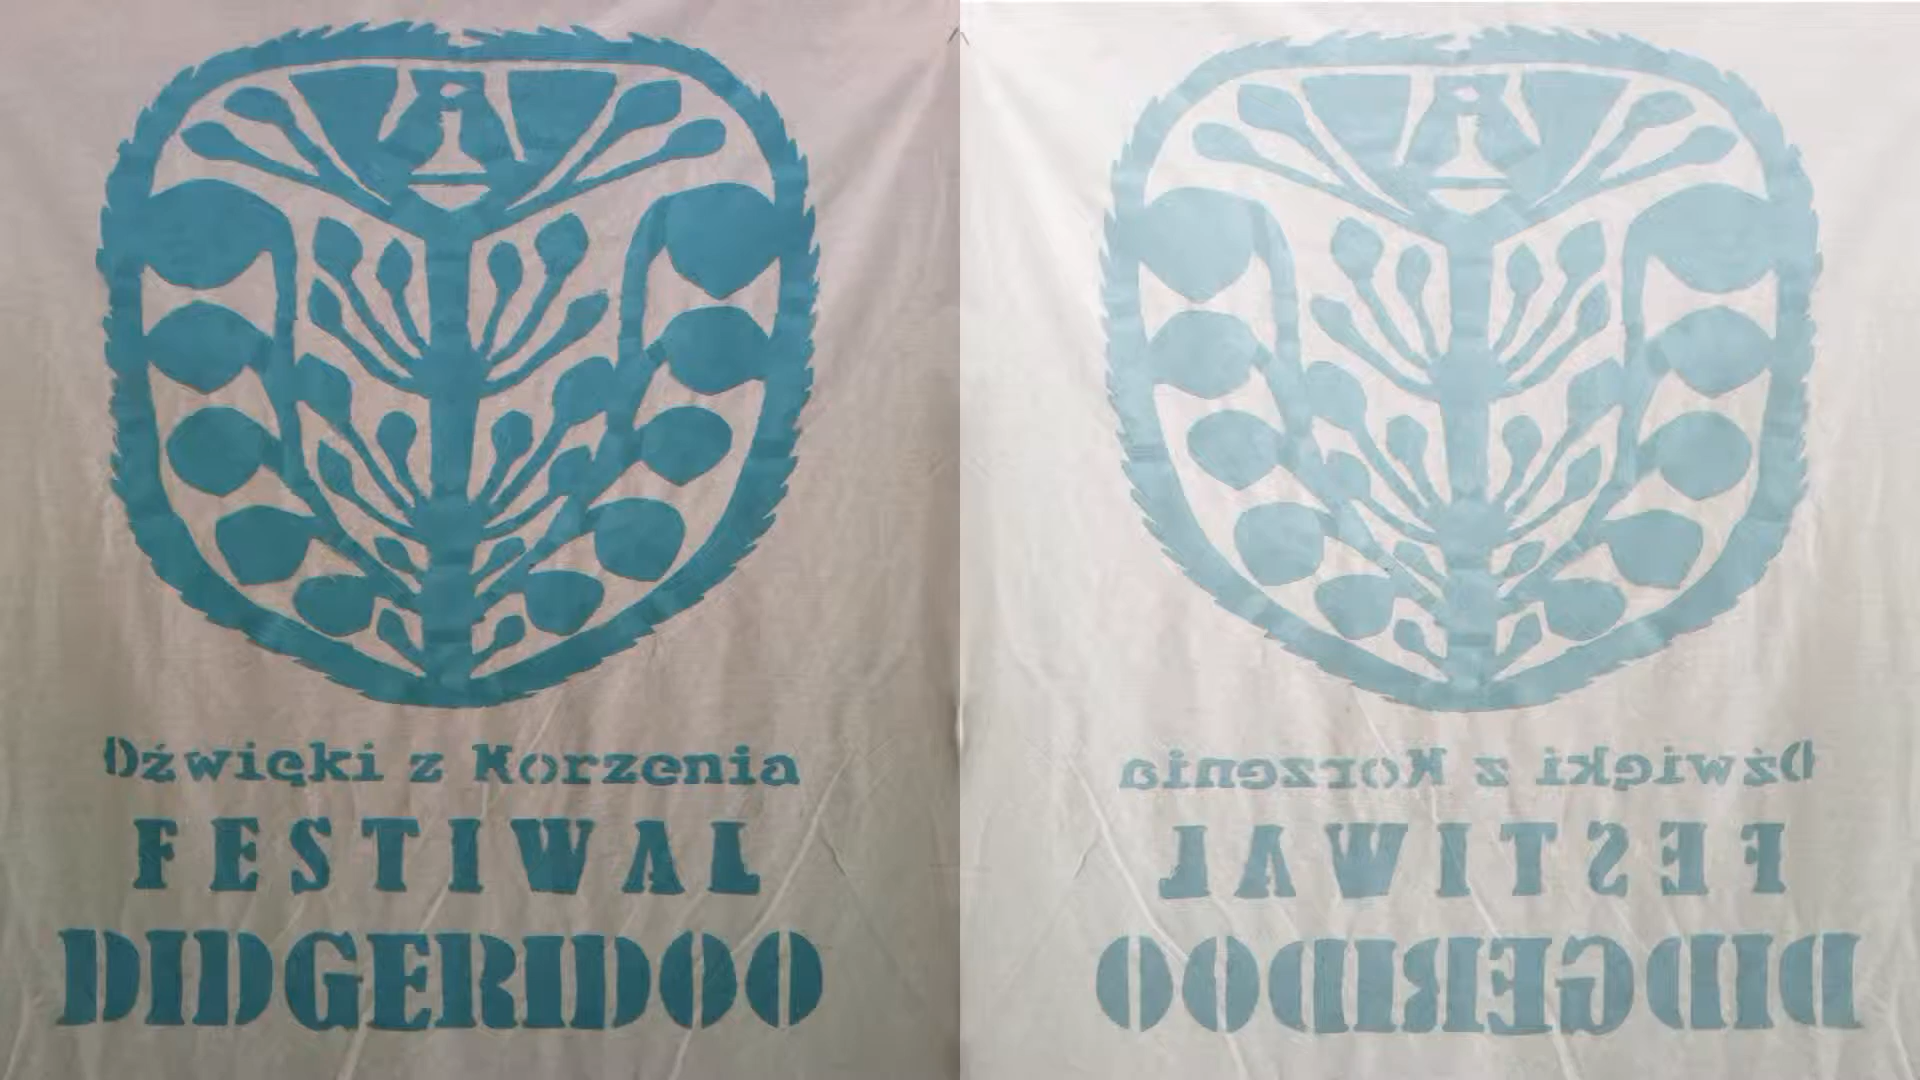 Dźwięki z Korzenia
FESTIWAL
DIDGERIDOO
Dźwięki z Korzenia
FESTIWAL
DIDGERIDOO